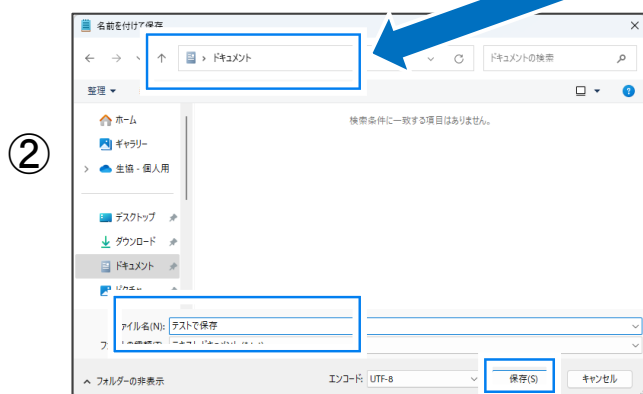 名前を付けて保存
ドキュメント
ドキュメントの検索
整理
ホーム
検索条件に一致する項目はありません。
ギャラリー
②
生協 - 個人用
デスクトップ
ダウンロード
ドキュメント
ピクチャ
ァイル名(N): テストで保存
フォルダーの非表示
エンコード: UTF-8
保存(S)
キャンセル